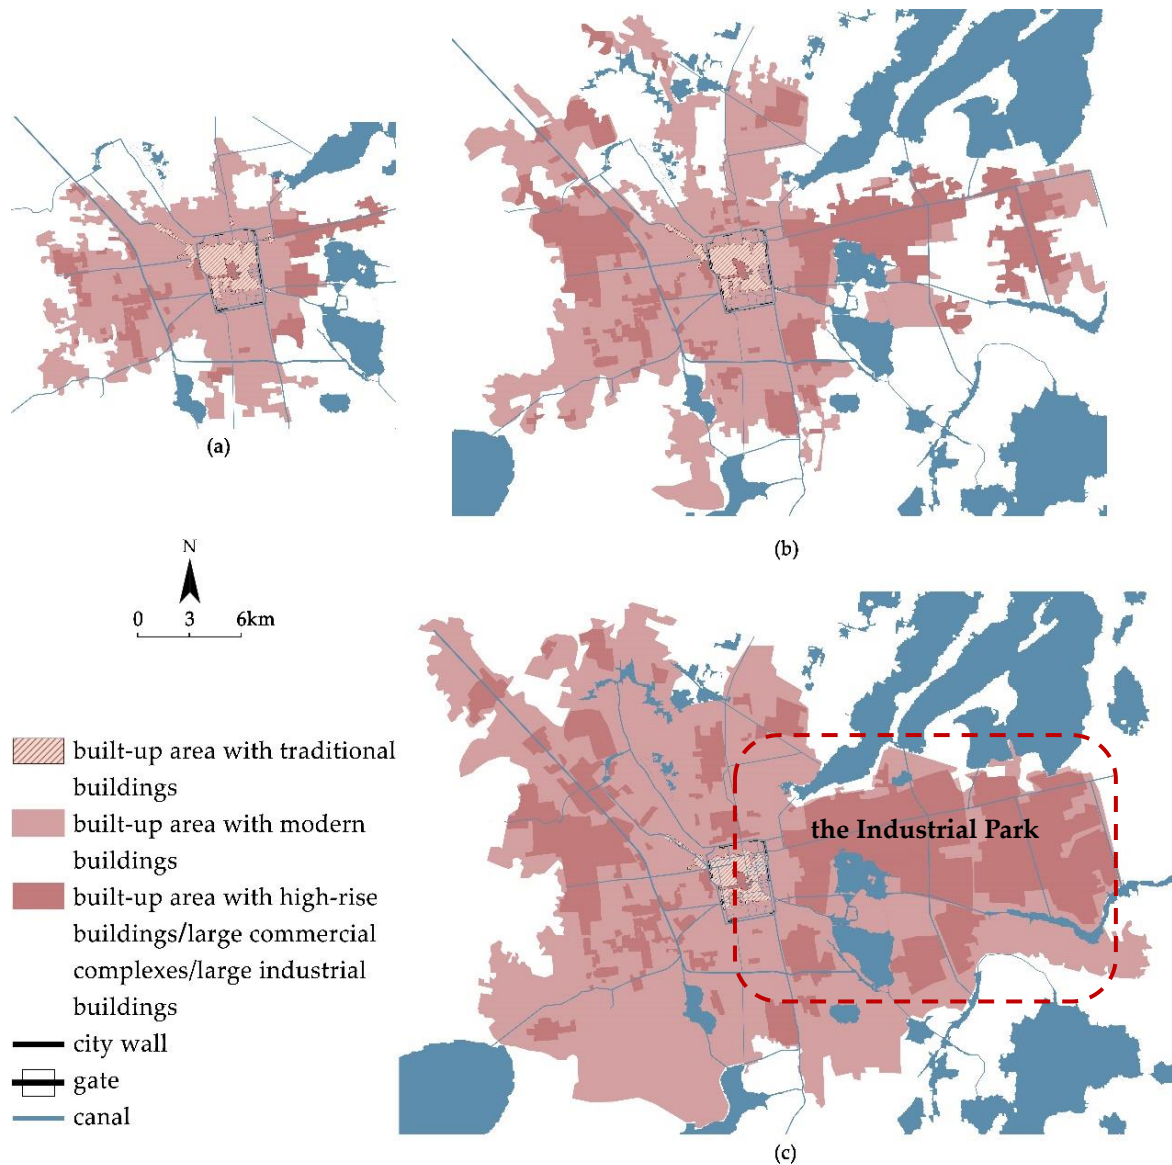 (a)
(b)
N
0 3 6km
built-up area with traditional
buildings
built-up area with modern
buildings
built-up area with high-rise
buildings/large commercial
complexes/large industrial
buildings
city wall
gate
canal
the Industrial Park
(c)